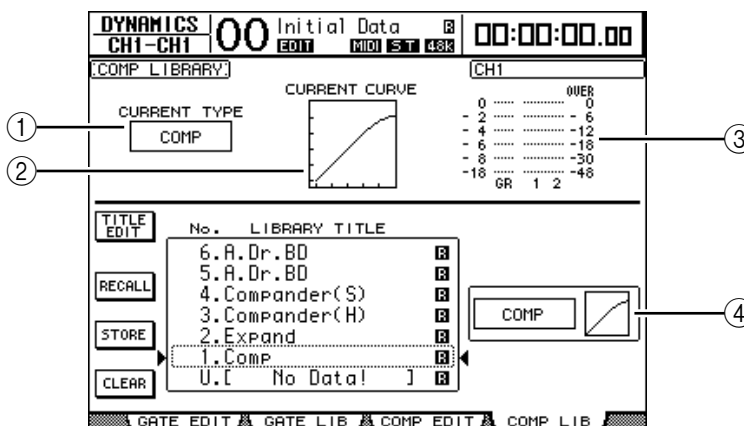 DYNAMICS
CH1-CH1
00
Initial Data R
EDIT MIDI ST 48K
00:00:00.00
COMP LIBRARY
CH1
CURRENT TYPE
COMP
CURRENT CURVE
OVER
0 0
- 2 - 6
- 4 -12
- 6 -18
- 8 -30
-18 -48
GR 1 2
1
2
3
TITLE EDIT
RECALL
STORE
CLEAR
No. LIBRARY TITLE
6.A.Dr.BD R
5.A.Dr.BD R
4.Compander(S) R
3.Compander(H) R
2.Expand R
1.Comp R
U.[ No Data! ] R
COMP
4
GATE EDIT GATE LIB COMP EDIT COMP LIB